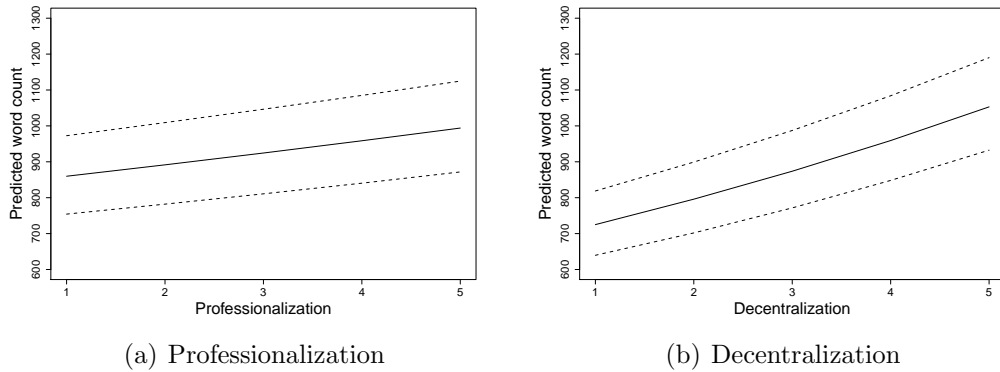 Predicted word count
600 700 800 900 1000 1100 1200 1300
1 2 3 4 5
Professionalization
(a) Professionalization
Predicted word count
600 700 800 900 1000 1100 1200 1300
1 2 3 4 5
Decentralization
(b) Decentralization